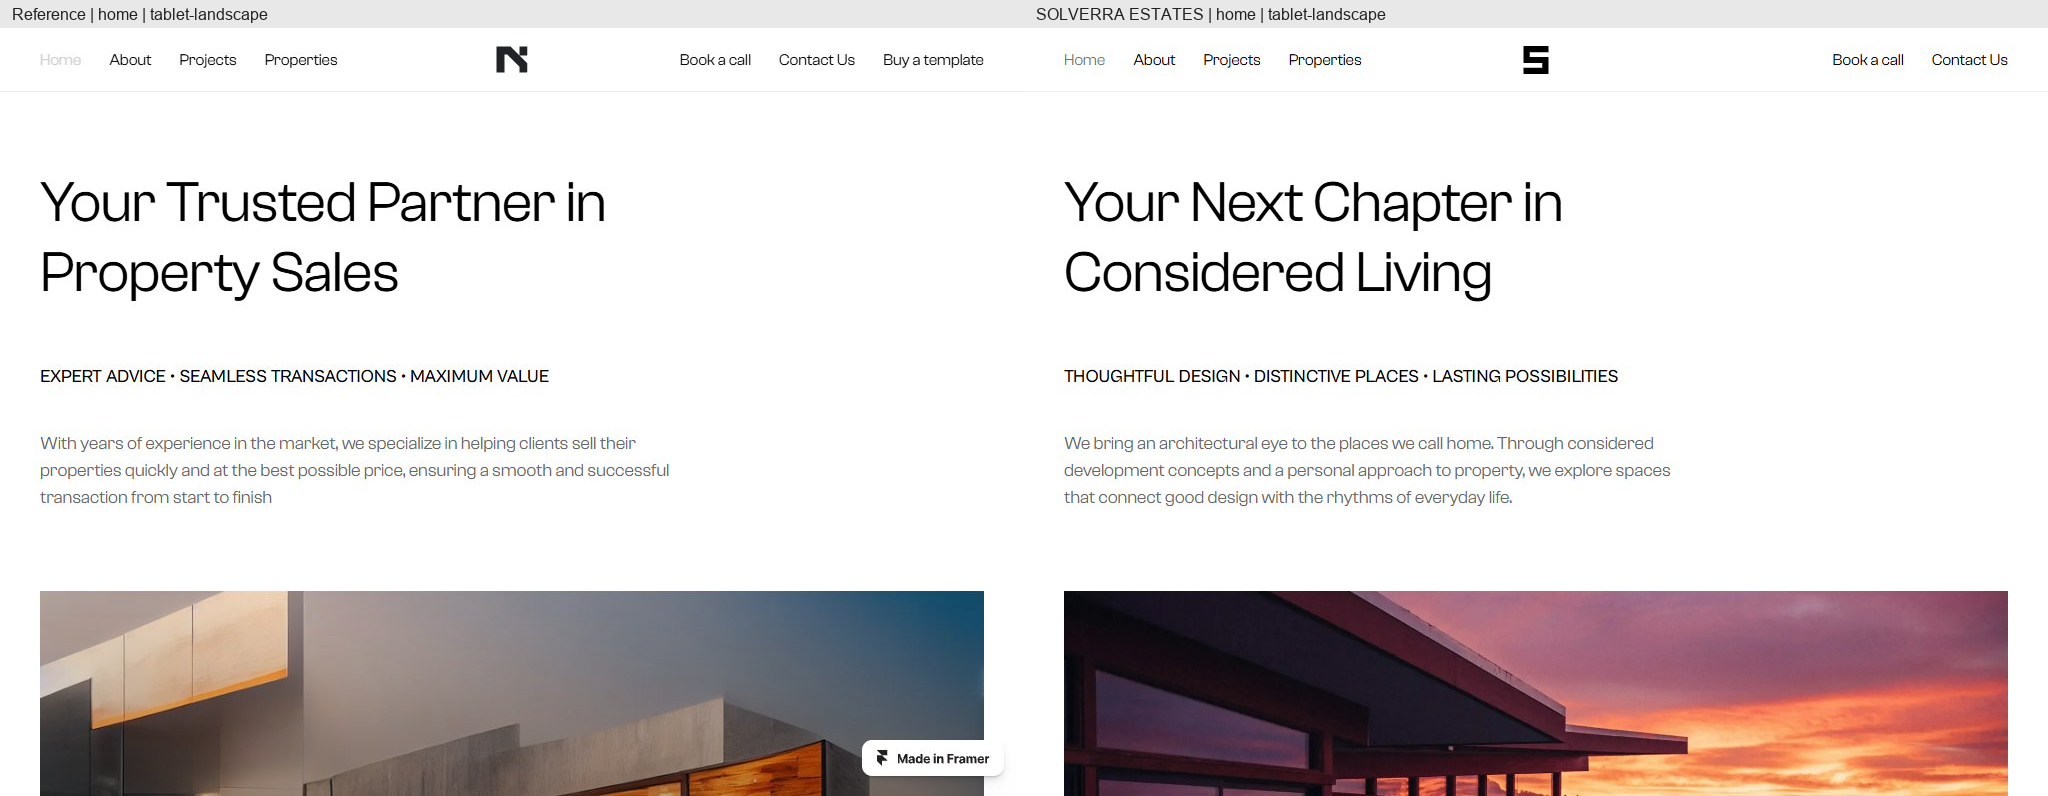 Reference | home | tablet-landscape
Home About Projects Properties
Book a call Contact Us Buy a template
Your Trusted Partner in
Property Sales
EXPERT ADVICE • SEAMLESS TRANSACTIONS • MAXIMUM VALUE
With years of experience in the market, we specialize in helping clients sell their
properties quickly and at the best possible price, ensuring a smooth and successful
transaction from start to finish
Made in Framer
SOLVERRA ESTATES | home | tablet-landscape
Home About Projects Properties
S
Book a call Contact Us
Your Next Chapter in
Considered Living
THOUGHTFUL DESIGN • DISTINCTIVE PLACES • LASTING POSSIBILITIES
We bring an architectural eye to the places we call home. Through considered
development concepts and a personal approach to property, we explore spaces
that connect good design with the rhythms of everyday life.